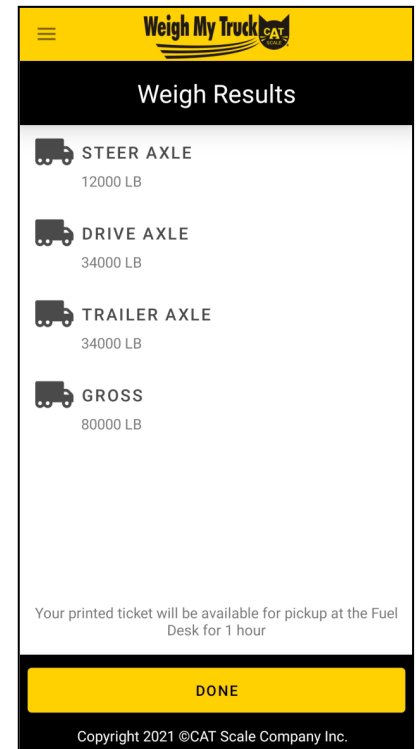 Weigh My Truck
CAT
SCALE
Weigh Results
STEER AXLE
12000 LB
DRIVE AXLE
34000 LB
TRAILER AXLE
34000 LB
GROSS
80000 LB
Your printed ticket will be available for pickup at the Fuel
Desk for 1 hour
DONE
Copyright 2021 ©CAT Scale Company Inc.